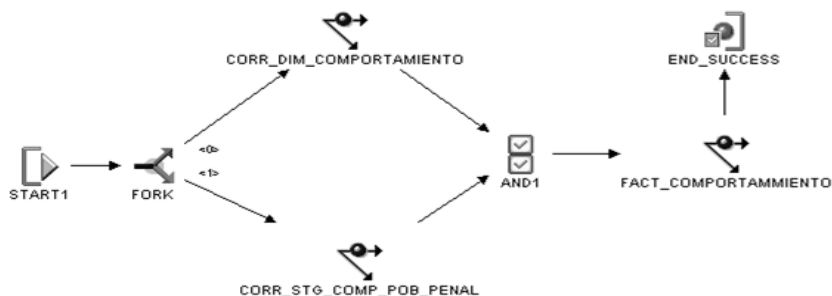 CORR_DIM_COMPORTAMIENTO
END_SUCCESS
<0>
<1>
START1
FORK
AND1
FACT_COMPORTAMMIENTO
CORR_STG_COMP_POB_PENAL